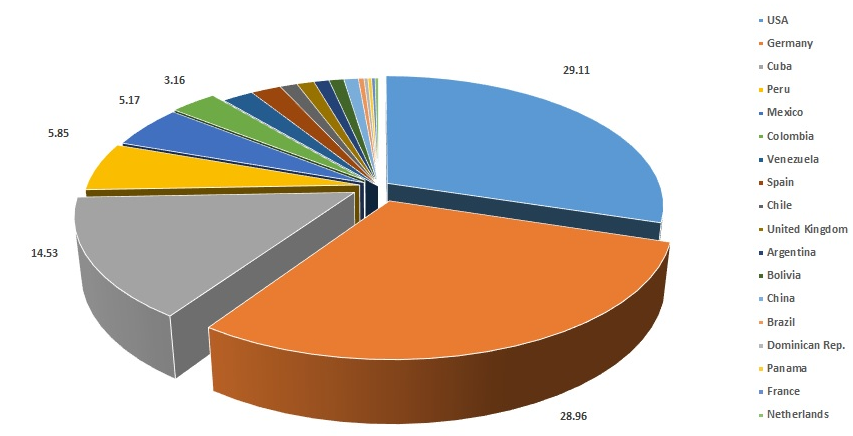 29.11
28.96
14.53
5.85
5.17
3.16
USA
Germany
Cuba
Peru
Mexico
Colombia
Venezuela
Spain
Chile
United Kingdom
Argentina
Bolivia
China
Brazil
Dominican Rep.
Panama
France
Netherlands